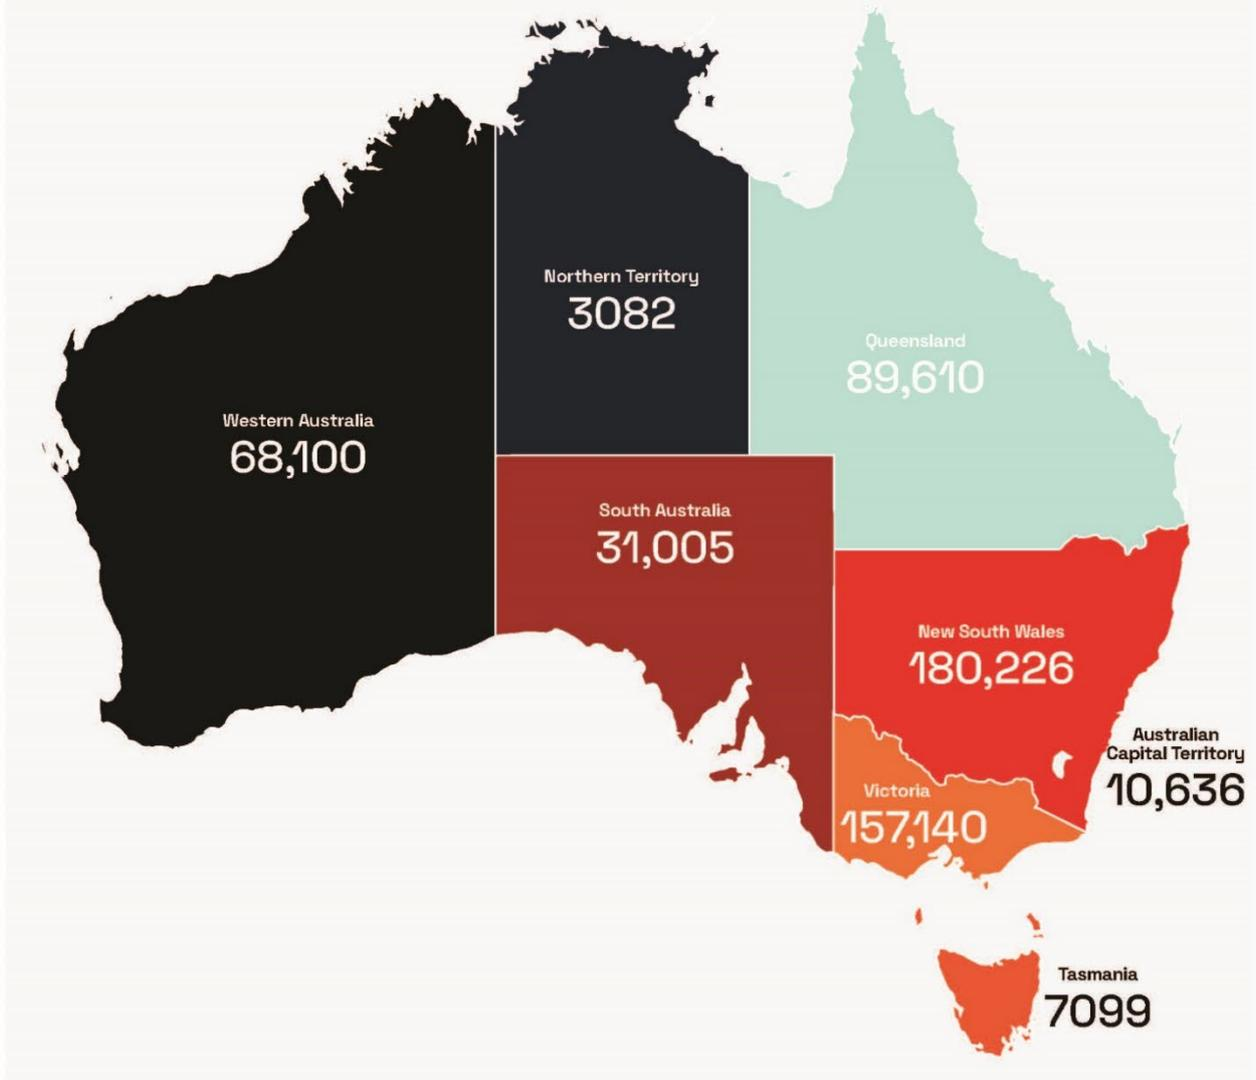 Northern Territory
3082
Queensland
89,610
Western Australia
68,100
South Australia
31,005
New South Wales
180,226
Australian
Capital Territory
10,636
Victoria
157,140
Tasmania
7099